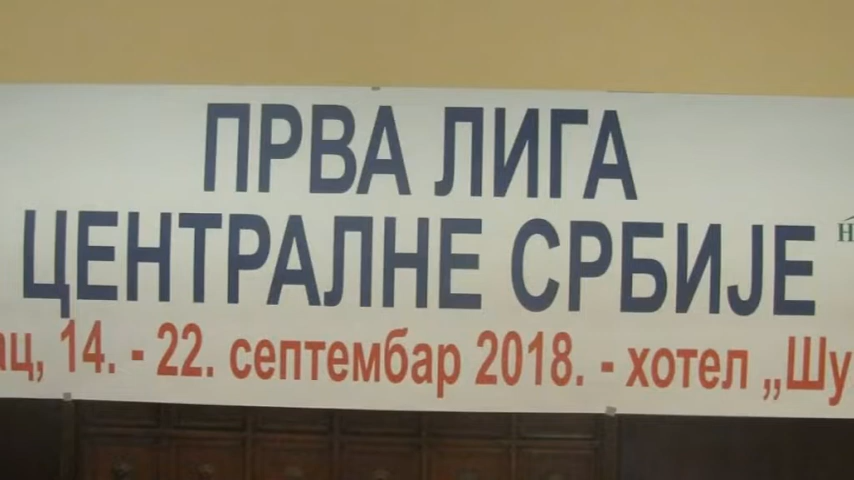 ПРВА ЛИГА
ЦЕНТРАЛНЕ СРБИЈЕ
14. - 22. септембар 2018. - хотел